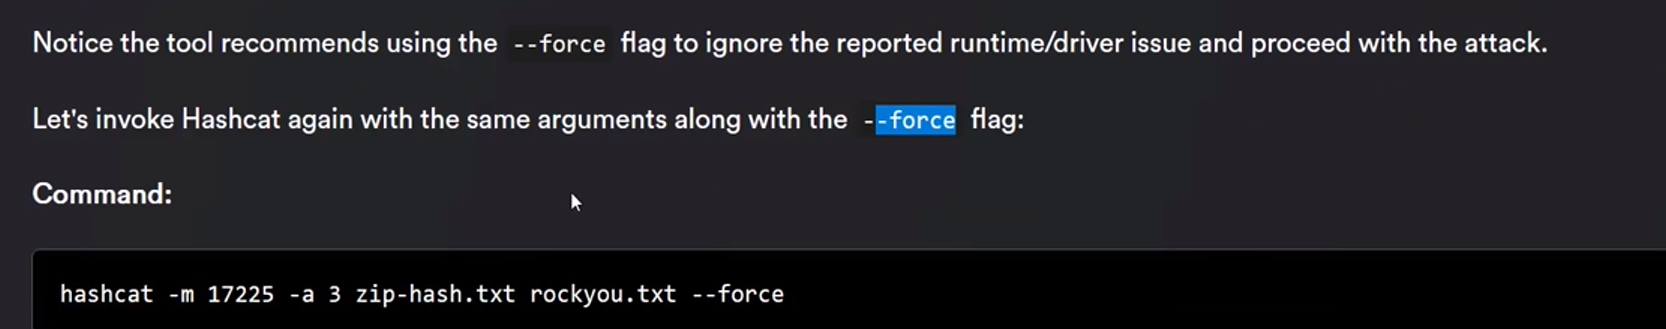 Notice the tool recommends using the --force flag to ignore the reported runtime/driver issue and proceed with the attack.
Let's invoke Hashcat again with the same arguments along with the --force flag:
Command:
hashcat -m 17225 -a 3 zip-hash.txt rockyou.txt --force